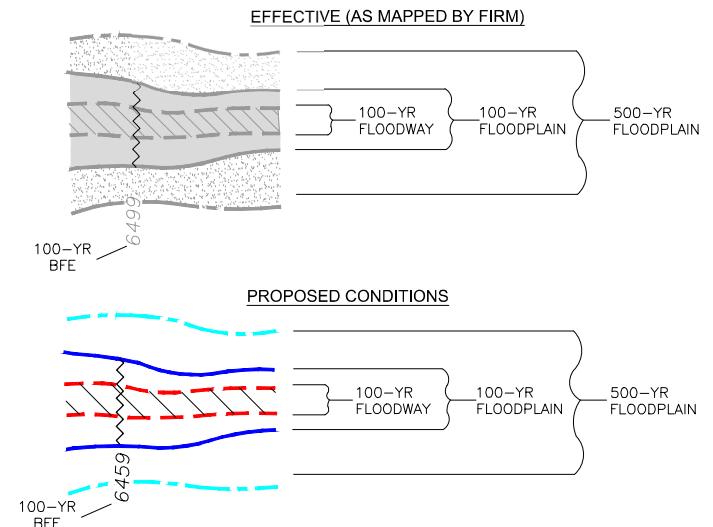 EFFECTIVE (AS MAPPED BY FIRM)
100-YR
FLOODWAY
100-YR
FLOODPLAIN
500-YR
FLOODPLAIN
6499
100-YR
BFE
PROPOSED CONDITIONS
100-YR
FLOODWAY
100-YR
FLOODPLAIN
500-YR
FLOODPLAIN
6459
100-YR
BFE